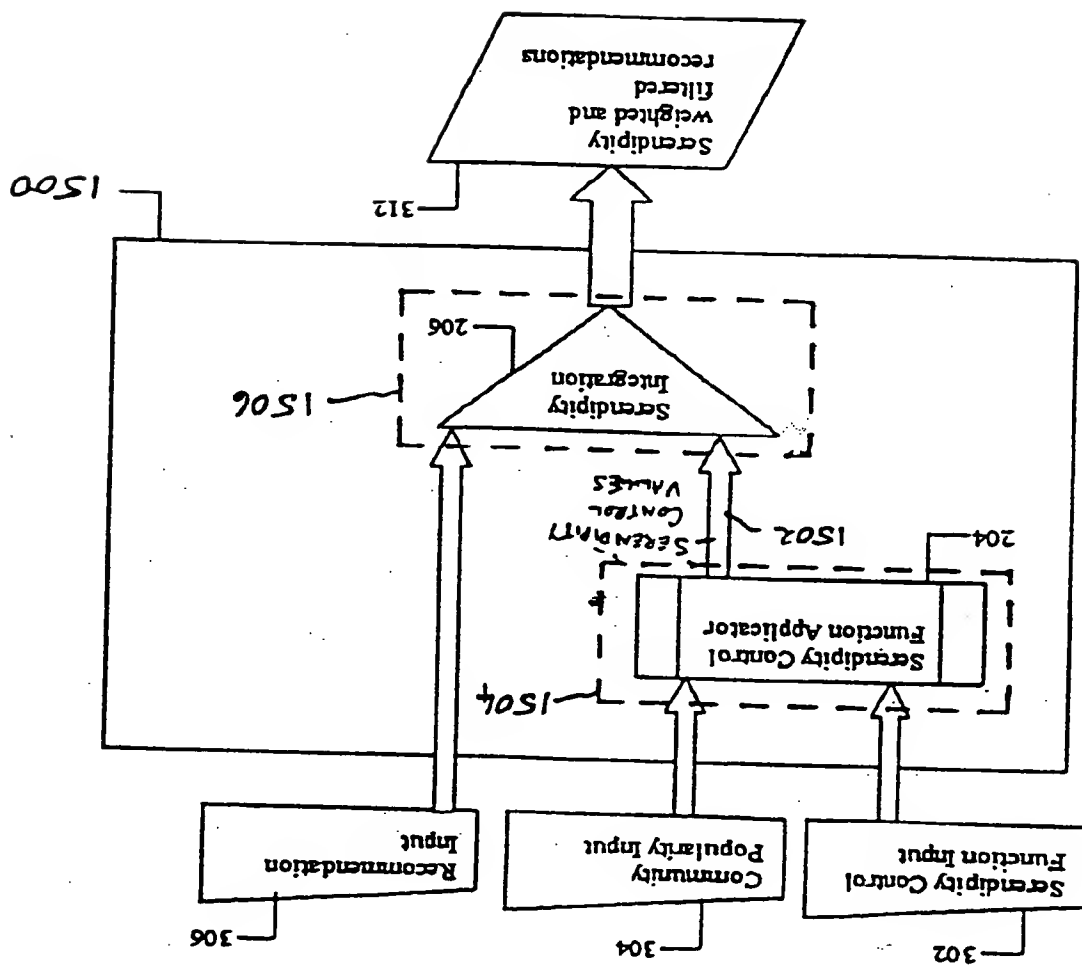 302
304
306
Serendipity Control
Function Input
Community
Popularity Input
Recommendation
Input
1504
Serendipity Control
Function Applicator
204
1502
SERENDIPITY
CONTROL
VALUES
Serendipity
Integration
1506
206
1500
312
Serendipity
weighted and
filtered
recommendations